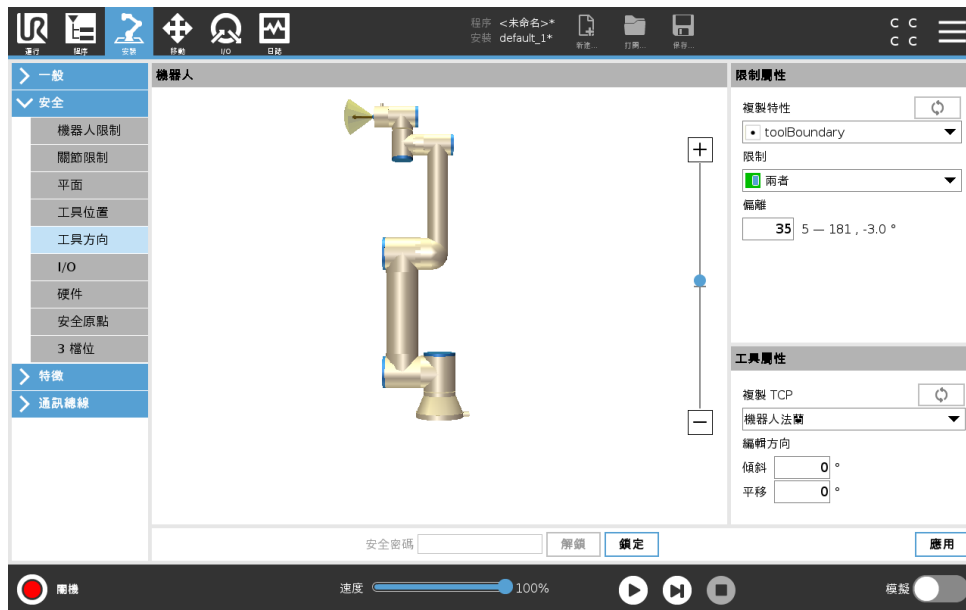 程序 <未命名>*
安裝 default_1*
運行 程序 安裝 移動 I/O 日誌 新建... 打開... 保存...
C C
C C
一般
安全
機器人限制
關節限制
平面
工具位置
工具方向
I/O
硬件
安全原點
3 檔位
特徵
通訊總線
機器人
限制屬性
複製特性
toolBoundary
限制
兩者
偏離
35 5 — 181 , -3.0 °
工具屬性
複製 TCP
機器人法蘭
編輯方向
傾斜 0 °
平移 0 °
安全密碼 解鎖 鎖定 應用
關機 速度 100% 模擬